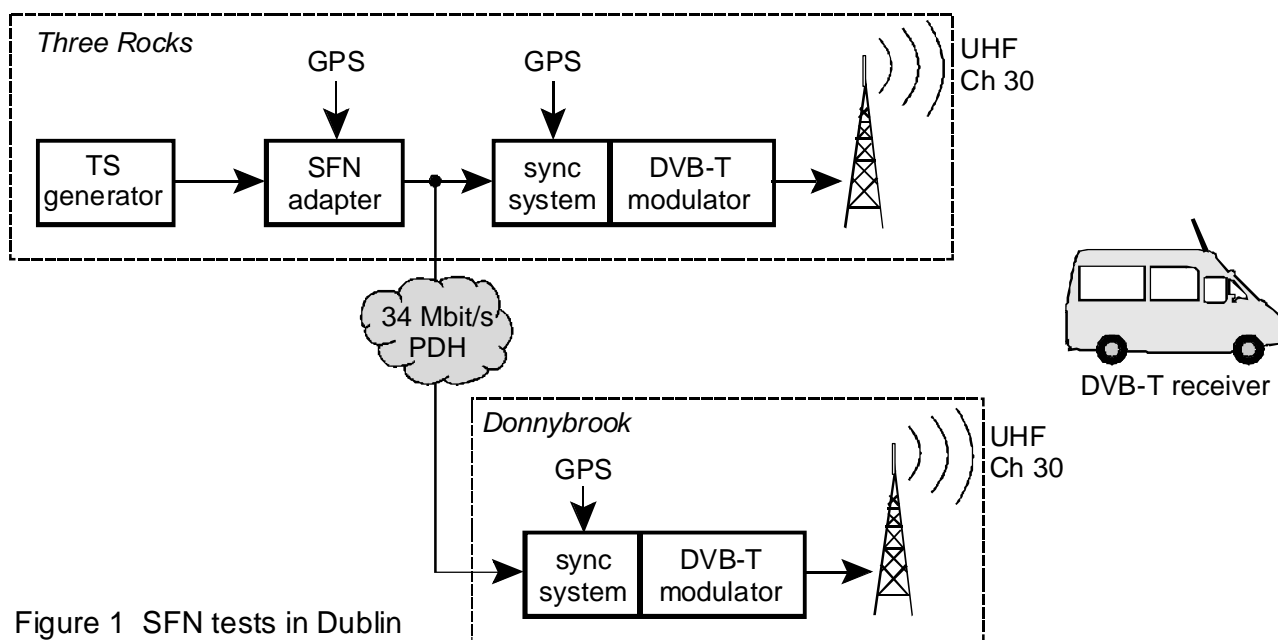 Three Rocks
GPS
GPS
UHF
Ch 30
TS
generator
SFN
adapter
sync
system
DVB-T
modulator
34 Mbit/s
PDH
DVB-T receiver
Donnybrook
GPS
UHF
Ch 30
sync
system
DVB-T
modulator
Figure 1 SFN tests in Dublin